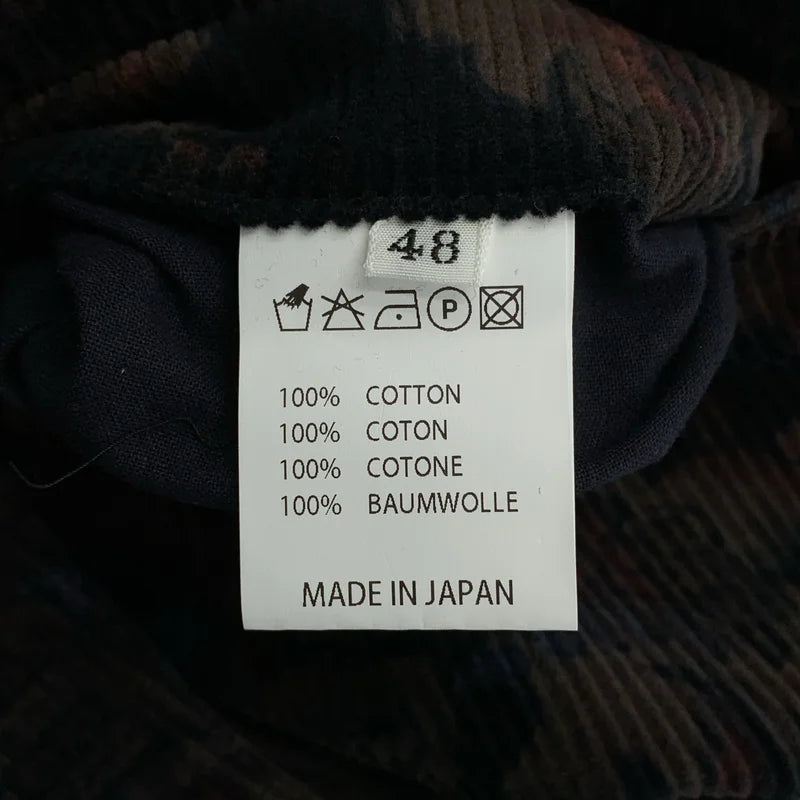 48
P
100% COTTON
100% COTON
100% COTONE
100% BAUMWOLLE
MADE IN JAPAN